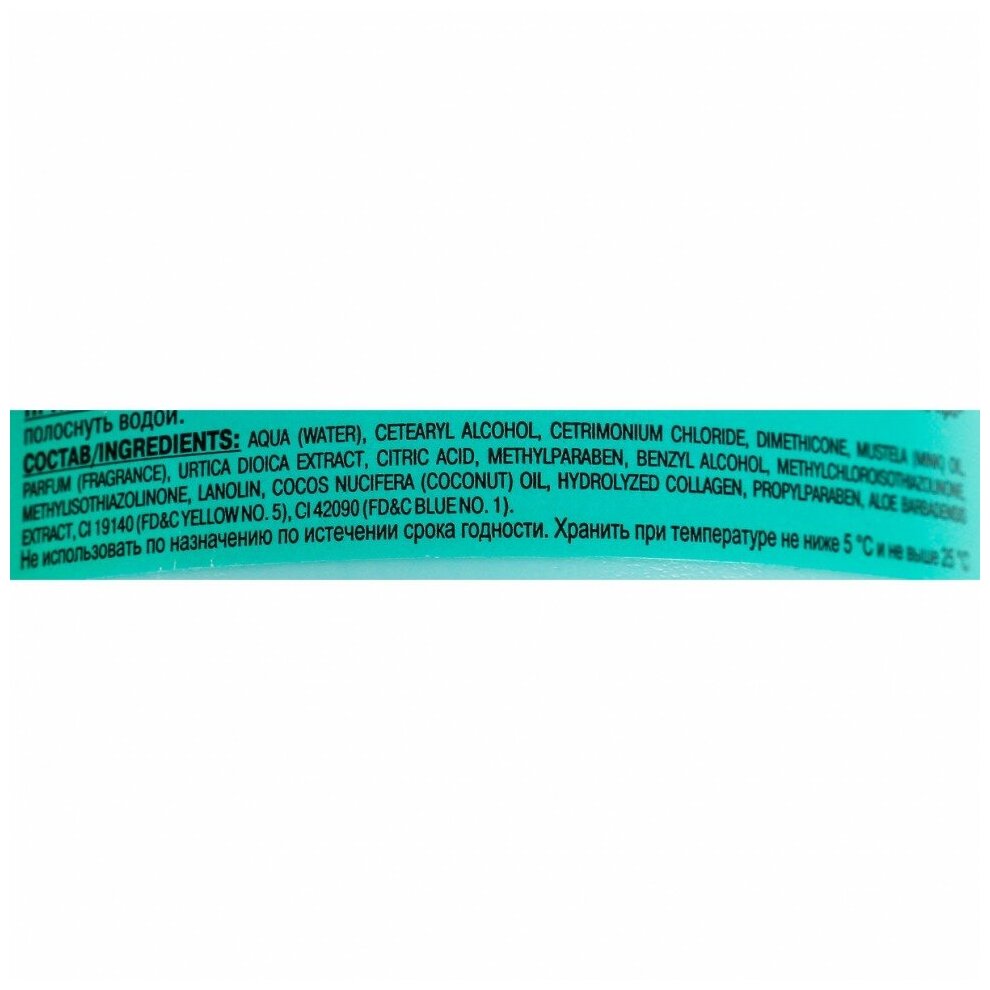 полоснуть водой.
СОСТАВ/INGREDIENTS: AQUA (WATER), CETEARYL ALCOHOL, CETRIMONIUM CHLORIDE, DIMETHICONE, MUSTELA (MINK) OIL,
PARFUM (FRAGRANCE), URTICA DIOICA EXTRACT, CITRIC ACID, METHYLPARABEN, BENZYL ALCOHOL, METHYLCHLOROISOTHIAZOLINONE,
METHYLISOTHIAZOLINONE, LANOLIN, COCOS NUCIFERA (COCONUT) OIL, HYDROLYZED COLLAGEN, PROPYLPARABEN, ALOE BARBADENSIS
EXTRACT, CI 19140 (FD&C YELLOW NO. 5), CI 42090 (FD&C BLUE NO. 1).
Не использовать по назначению по истечении срока годности. Хранить при температуре не ниже 5 °C и не выше 25 °C